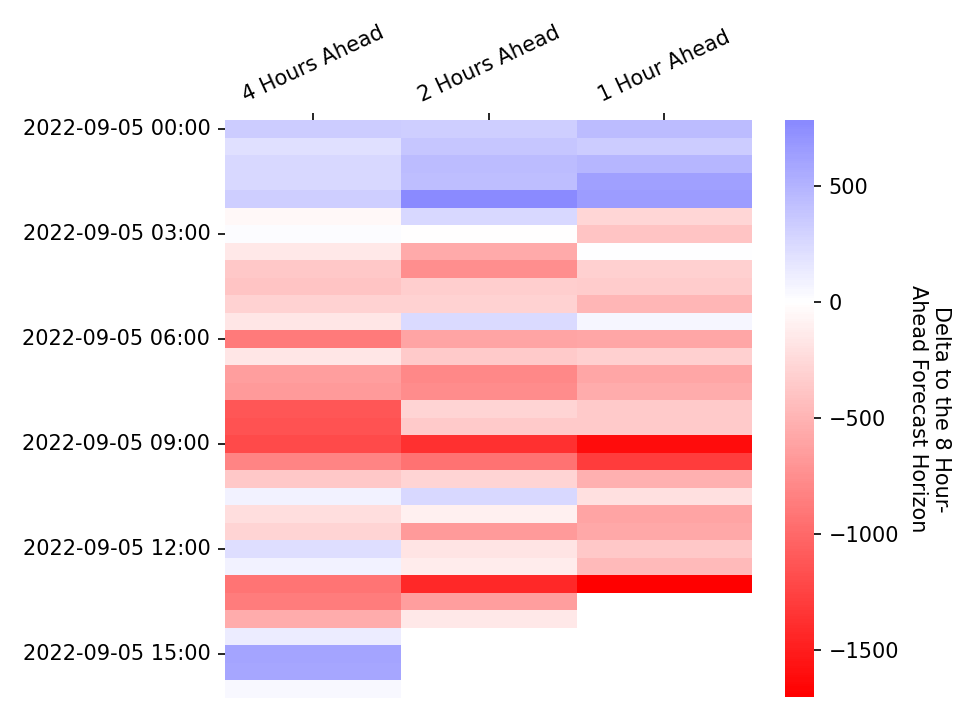 4 Hours Ahead
2 Hours Ahead
1 Hour Ahead
2022-09-05 00:00
2022-09-05 03:00
2022-09-05 06:00
2022-09-05 09:00
2022-09-05 12:00
2022-09-05 15:00
500
0
−500
−1000
−1500
Delta to the 8 Hour-
Ahead Forecast Horizon